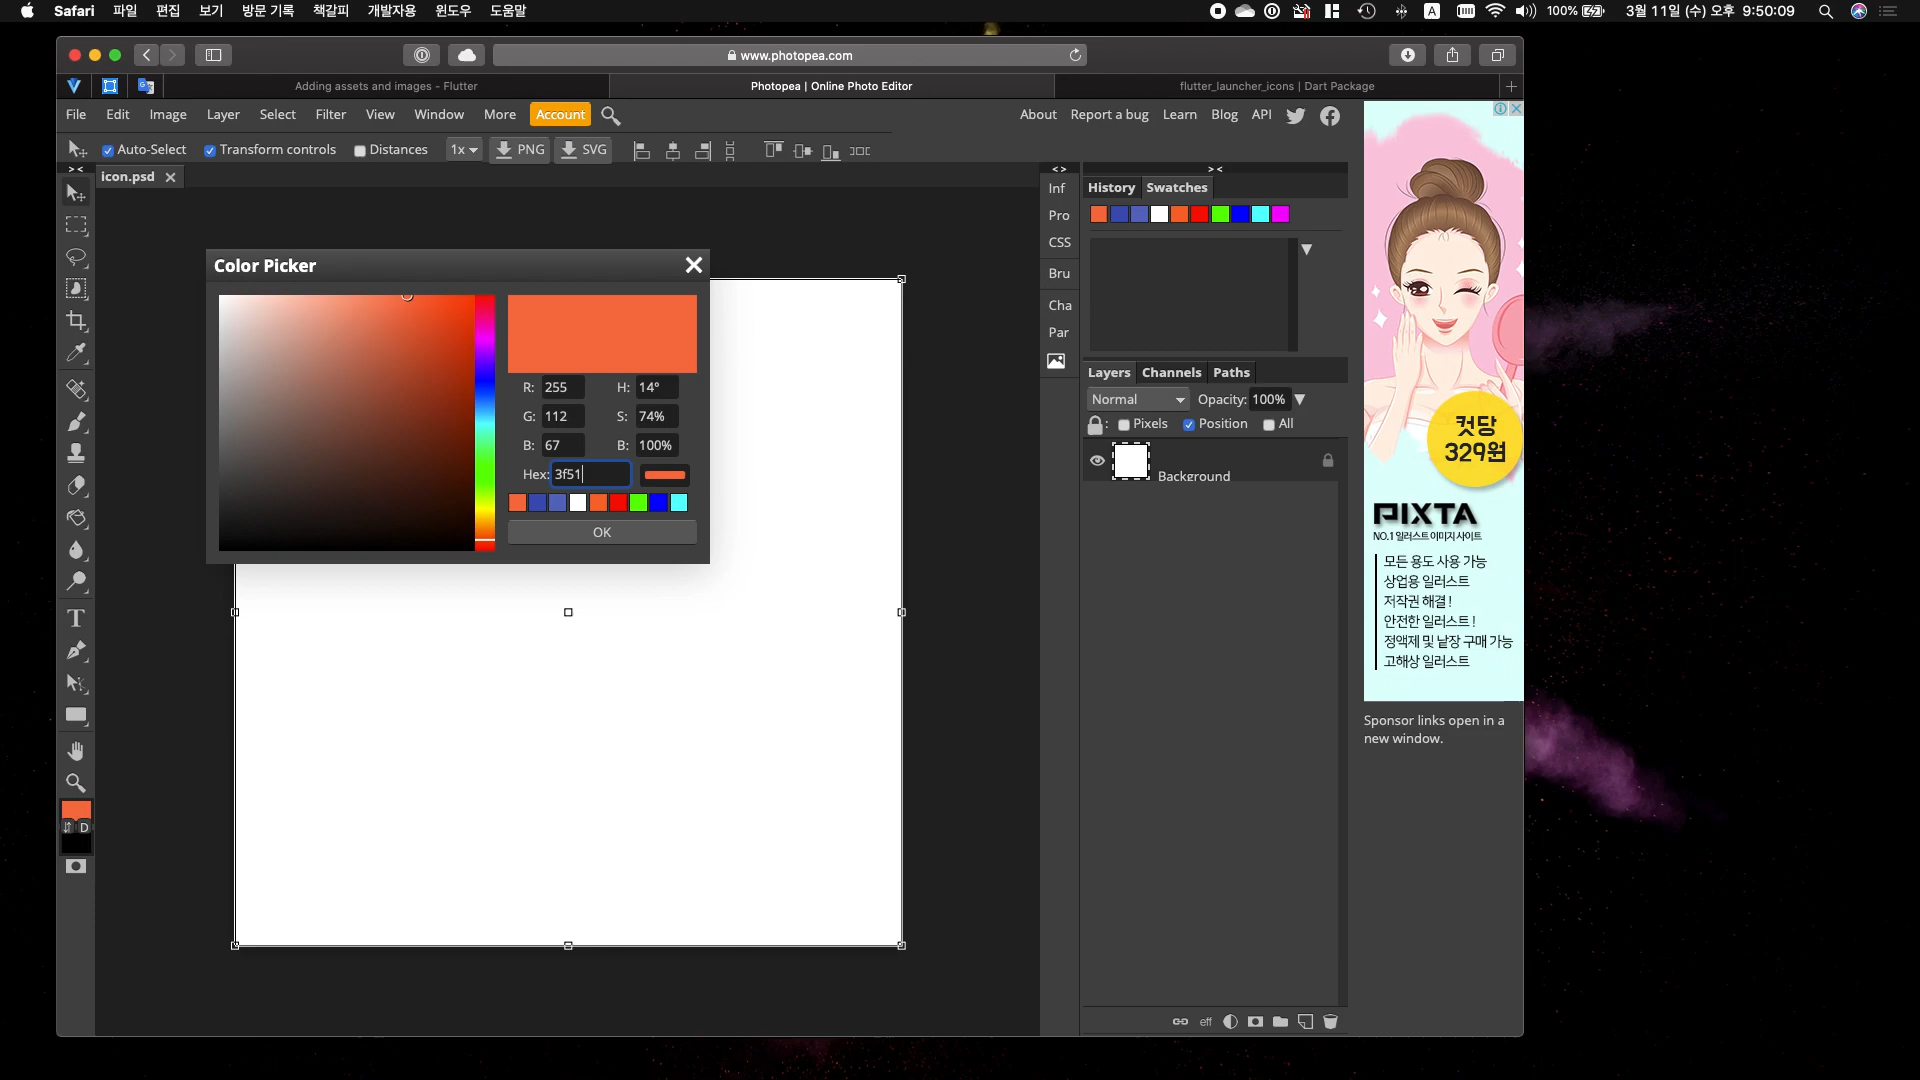 Safari 파일 편집 보기 방문 기록 책갈피 개발자용 윈도우 도움말 A 100% 3월 11일 (수) 오후 9:50:09
www.photopea.com
Adding assets and images - Flutter Photopea | Online Photo Editor flutter_launcher_icons | Dart Package
File Edit Image Layer Select Filter View Window More Account About Report a bug Learn Blog API
Auto-Select Transform controls Distances 1x PNG SVG
> < < > > <
icon.psd
Inf
Pro
CSS
Bru
Cha
Par
History Swatches
Color Picker
R: 255 H: 14°
G: 112 S: 74%
B: 67 B: 100%
Hex: 3f51
OK
T
D
Layers Channels Paths
Normal Opacity: 100%
: Pixels Position All
Background
eff
컷당
329원
PIXTA
NO.1 일러스트 이미지 사이트
모든 용도 사용 가능
상업용 일러스트
저작권 해결!
안전한 일러스트!
정액제 및 낱장 구매 가능
고해상 일러스트
Sponsor links open in a
new window.